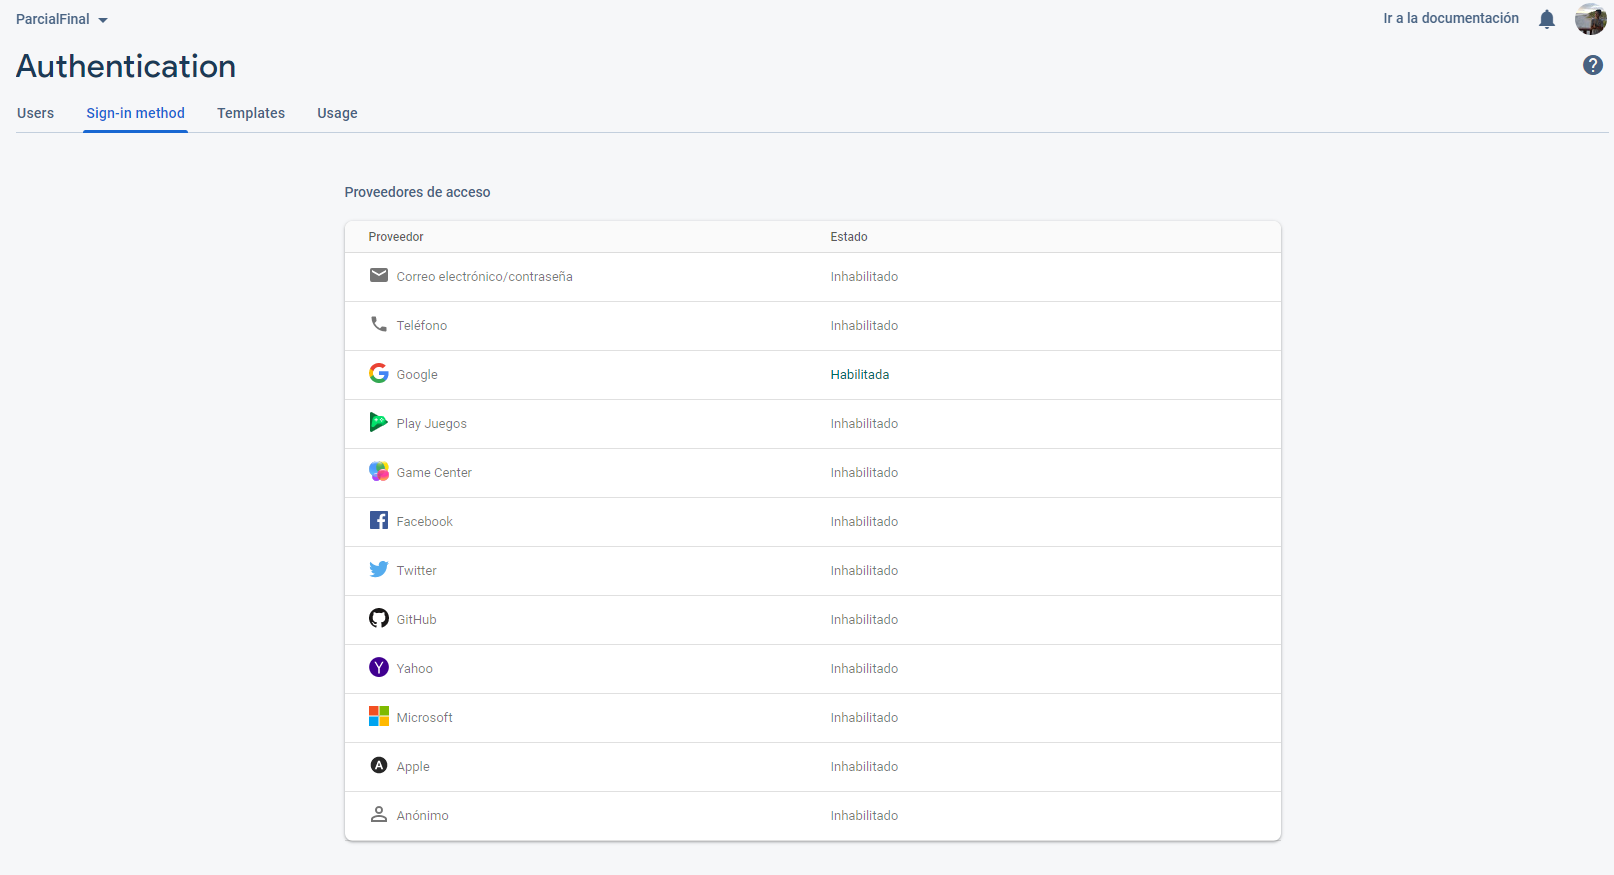 ParcialFinal
Ir a la documentación
Authentication
Users Sign-in method Templates Usage
Proveedores de acceso
Proveedor Estado
Correo electrónico/contraseña Inhabilitado
Teléfono Inhabilitado
Google Habilitada
Play Juegos Inhabilitado
Game Center Inhabilitado
Facebook Inhabilitado
Twitter Inhabilitado
GitHub Inhabilitado
Yahoo Inhabilitado
Microsoft Inhabilitado
Apple Inhabilitado
Anónimo Inhabilitado